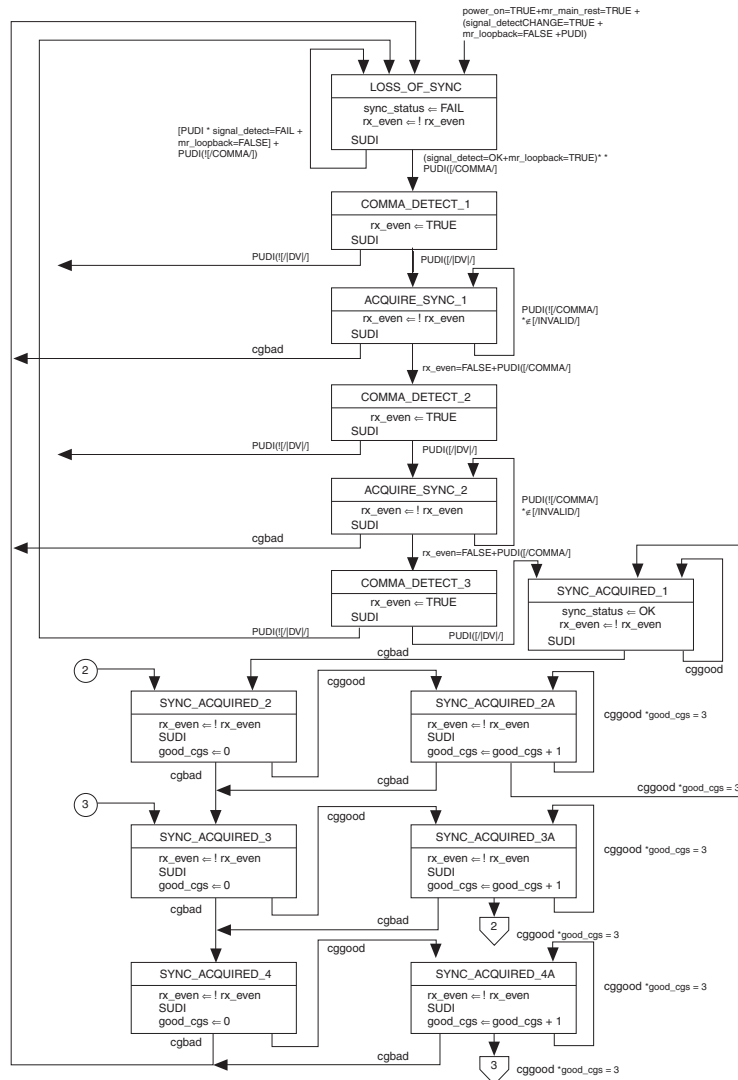 power_on=TRUE+mr_main_rest=TRUE +
(signal_detectCHANGE=TRUE +
mr_loopback=FALSE +PUDI)
LOSS_OF_SYNC
sync_status ⇐ FAIL
rx_even ⇐ ! rx_even
SUDI
[PUDI * signal_detect=FAIL +
mr_loopback=FALSE] +
PUDI(![/COMMA/])
(signal_detect=OK+mr_loopback=TRUE)* *
PUDI([/COMMA/]
COMMA_DETECT_1
rx_even ⇐ TRUE
SUDI
PUDI(![/|DV|/]
PUDI([/|DV|/]
ACQUIRE_SYNC_1
rx_even ⇐ ! rx_even
SUDI
PUDI(![/COMMA/]
*∉[/INVALID/]
cgbad
rx_even=FALSE+PUDI([/COMMA/]
COMMA_DETECT_2
rx_even ⇐ TRUE
SUDI
PUDI(![/|DV|/]
PUDI([/|DV|/]
ACQUIRE_SYNC_2
rx_even ⇐ ! rx_even
SUDI
PUDI(![/COMMA/]
*∉[/INVALID/]
cgbad
rx_even=FALSE+PUDI([/COMMA/]
COMMA_DETECT_3
rx_even ⇐ TRUE
SUDI
PUDI(![/|DV|/]
PUDI([/|DV|/]
SYNC_ACQUIRED_1
sync_status ⇐ OK
rx_even ⇐ ! rx_even
SUDI
cgbad
cggood
2
SYNC_ACQUIRED_2
rx_even ⇐ ! rx_even
SUDI
good_cgs ⇐ 0
cggood
SYNC_ACQUIRED_2A
rx_even ⇐ ! rx_even
SUDI
good_cgs ⇐ good_cgs + 1
cggood *good_cgs = 3
cgbad
cgbad
cggood *good_cgs = 3
3
SYNC_ACQUIRED_3
rx_even ⇐ ! rx_even
SUDI
good_cgs ⇐ 0
cggood
SYNC_ACQUIRED_3A
rx_even ⇐ ! rx_even
SUDI
good_cgs ⇐ good_cgs + 1
cggood *good_cgs = 3
cgbad
cgbad
2
cggood *good_cgs = 3
SYNC_ACQUIRED_4
rx_even ⇐ ! rx_even
SUDI
good_cgs ⇐ 0
cggood
SYNC_ACQUIRED_4A
rx_even ⇐ ! rx_even
SUDI
good_cgs ⇐ good_cgs + 1
cggood *good_cgs = 3
cgbad
cgbad
3
cggood *good_cgs = 3